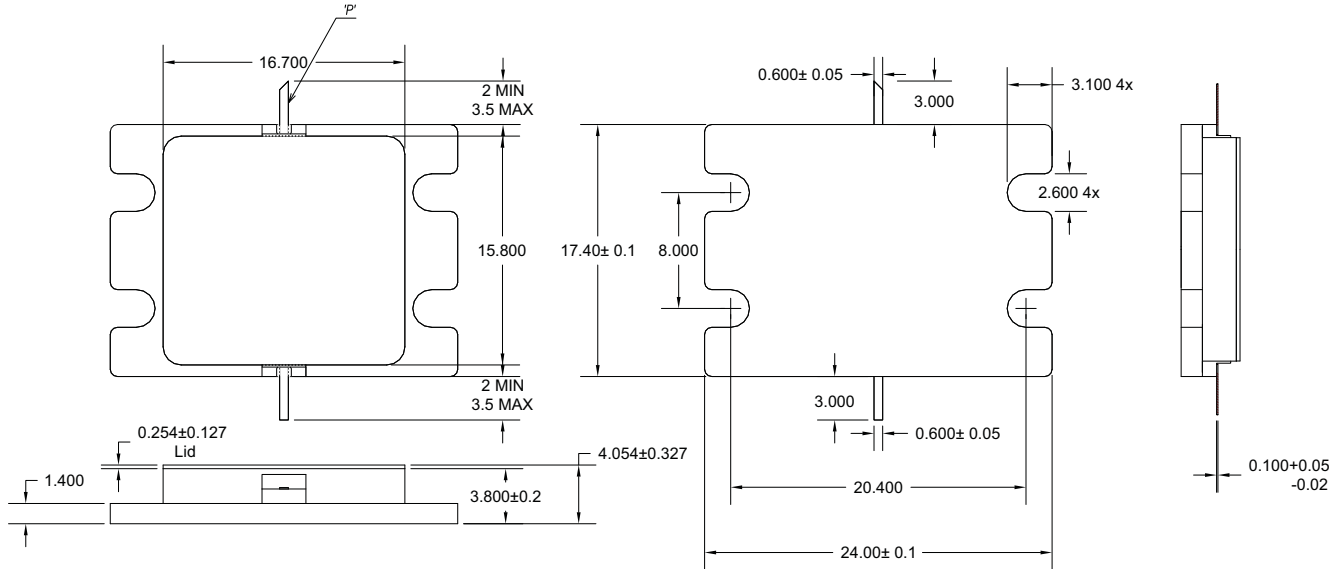 'P'
16.700
2 MIN
3.5 MAX
15.800
2 MIN
3.5 MAX
0.254±0.127
Lid
1.400
3.800±0.2
4.054±0.327
0.600± 0.05
3.000
3.100 4x
2.600 4x
17.40± 0.1
8.000
3.000
0.600± 0.05
20.400
24.00± 0.1
0.100+0.05
-0.02